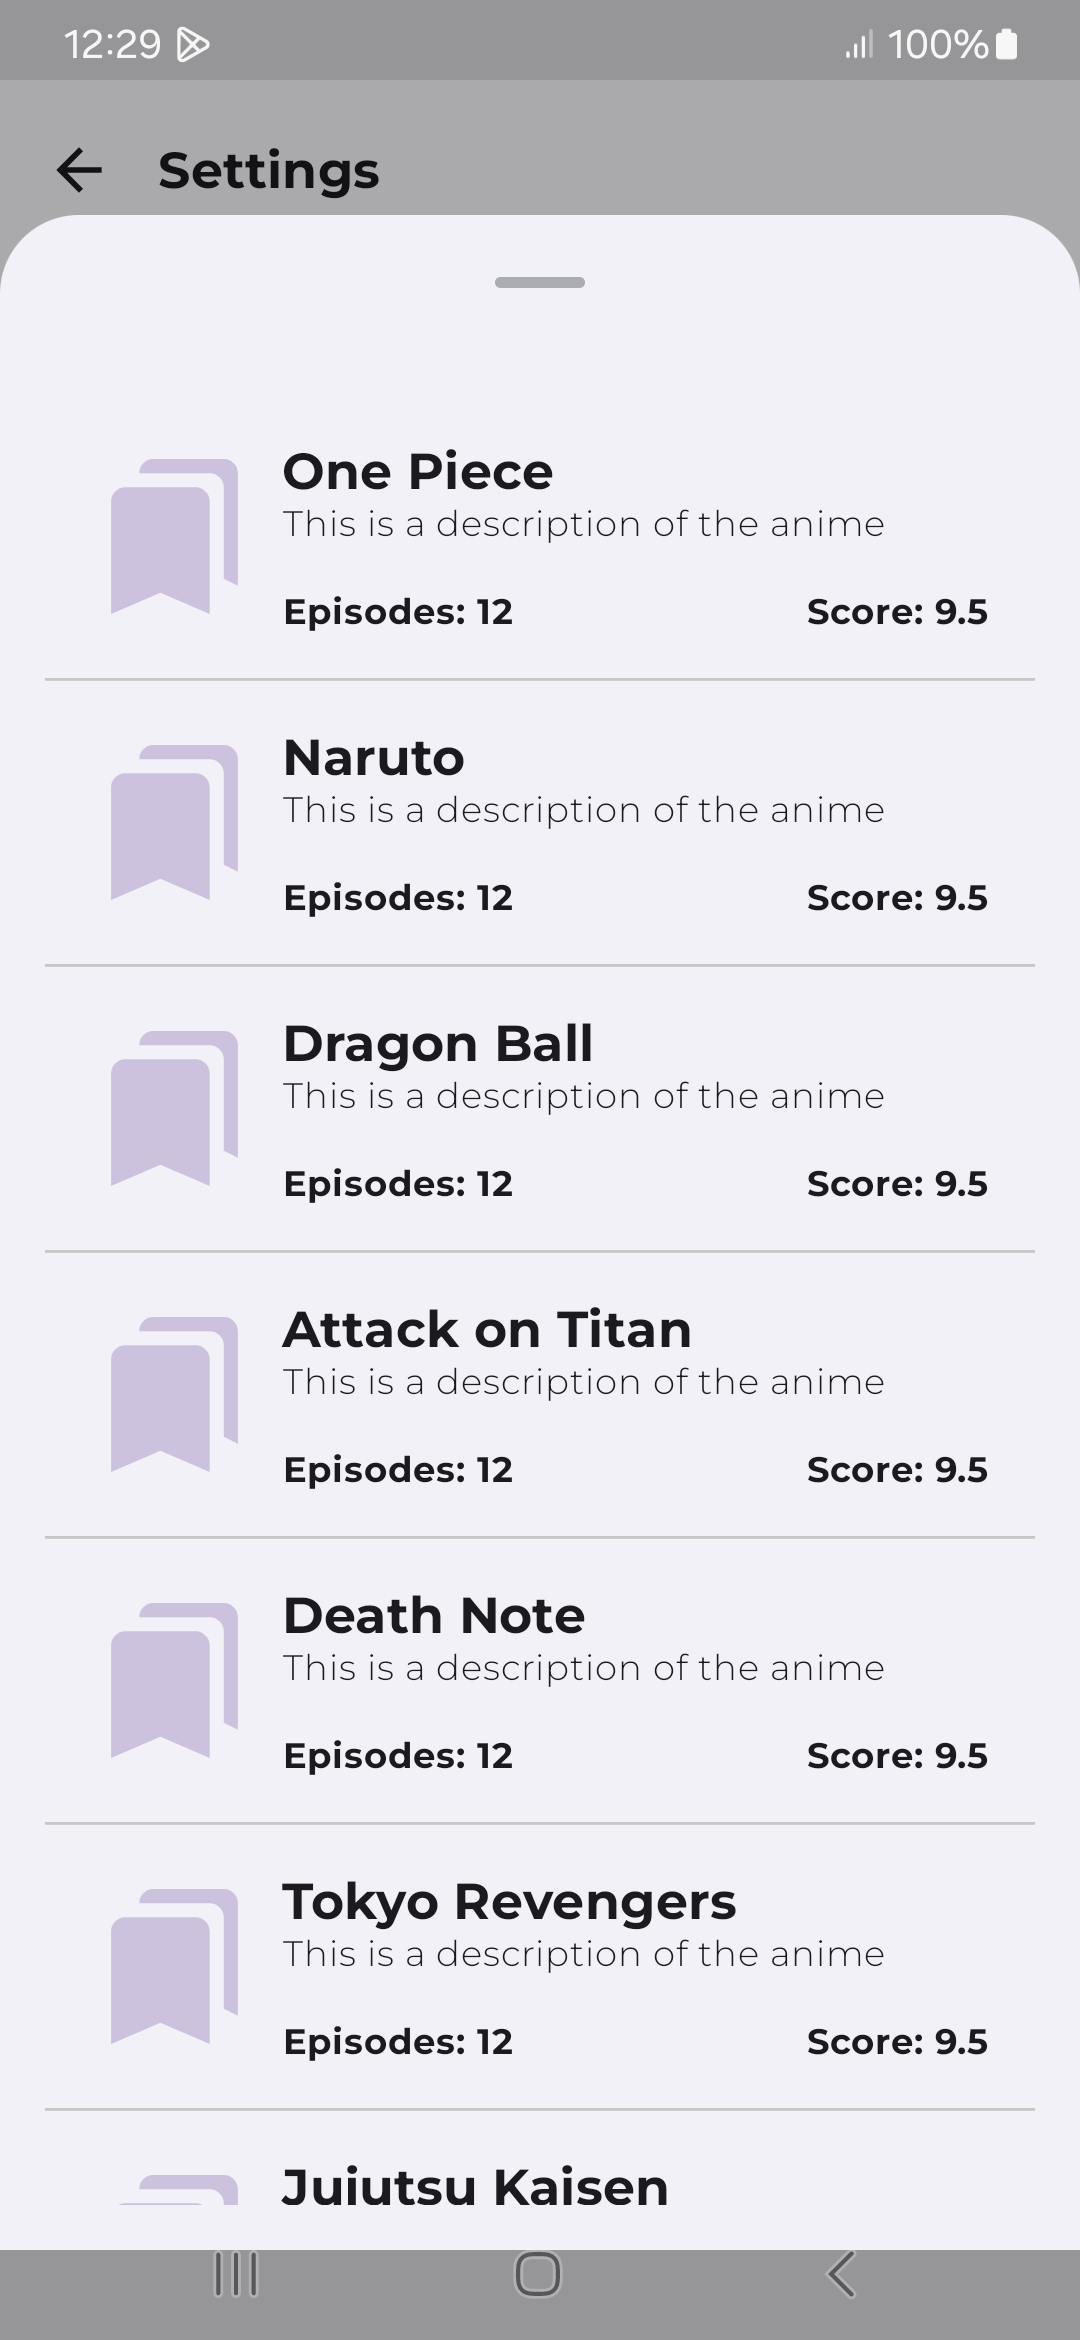 12:29
100%
Settings
One Piece
This is a description of the anime
Episodes: 12 Score: 9.5
Naruto
This is a description of the anime
Episodes: 12 Score: 9.5
Dragon Ball
This is a description of the anime
Episodes: 12 Score: 9.5
Attack on Titan
This is a description of the anime
Episodes: 12 Score: 9.5
Death Note
This is a description of the anime
Episodes: 12 Score: 9.5
Tokyo Revengers
This is a description of the anime
Episodes: 12 Score: 9.5
Jujutsu Kaisen